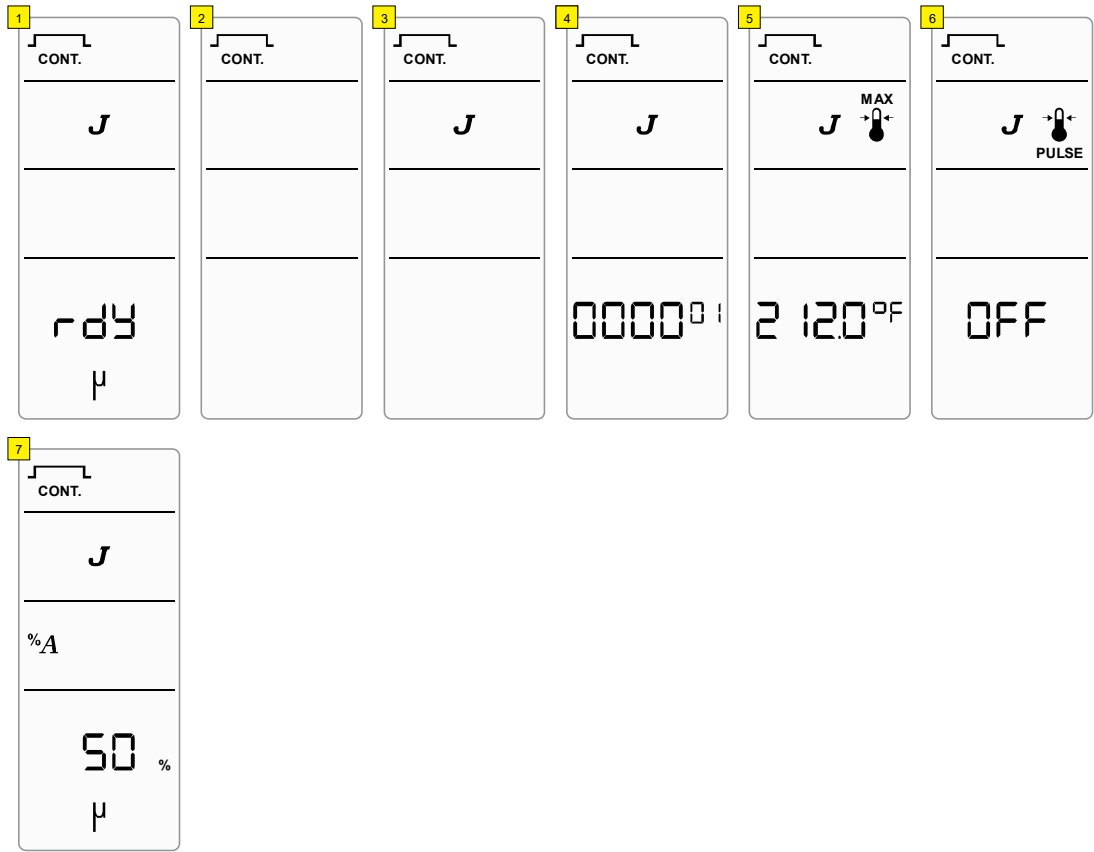 1
CONT.
J
rdY
μ
2
CONT.
3
CONT.
J
4
CONT.
J
000001
5
CONT.
MAX
J
212.0°F
6
CONT.
J
PULSE
OFF
7
CONT.
J
%A
50 %
μ